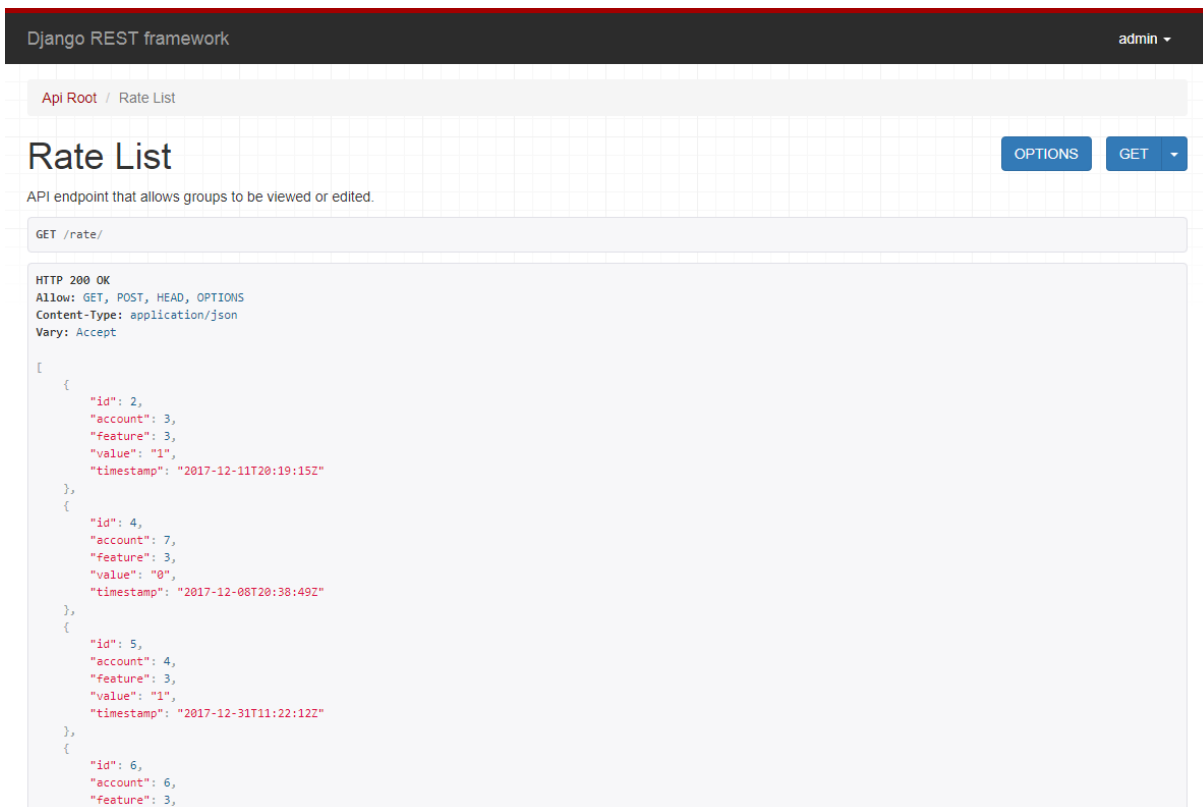 Django REST framework
admin
Api Root / Rate List
Rate List
OPTIONS
GET
API endpoint that allows groups to be viewed or edited.
GET /rate/
HTTP 200 OK
Allow: GET, POST, HEAD, OPTIONS
Content-Type: application/json
Vary: Accept
[
    {
        "id": 2,
        "account": 3,
        "feature": 3,
        "value": "1",
        "timestamp": "2017-12-11T20:19:15Z"
    },
    {
        "id": 4,
        "account": 7,
        "feature": 3,
        "value": "0",
        "timestamp": "2017-12-08T20:38:49Z"
    },
    {
        "id": 5,
        "account": 4,
        "feature": 3,
        "value": "1",
        "timestamp": "2017-12-31T11:22:12Z"
    },
    {
        "id": 6,
        "account": 6,
        "feature": 3,